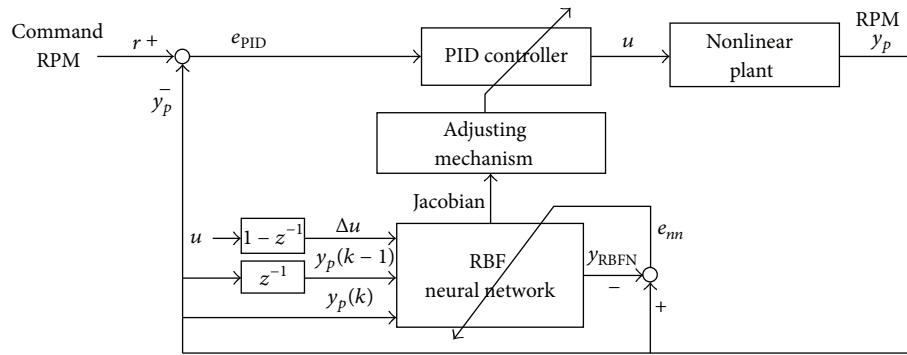 Command
RPM
r +
e_PID
PID controller
u
Nonlinear
plant
RPM
y_p
−
y_p
Adjusting
mechanism
Jacobian
u
1 − z^{-1}
Δu
z^{-1}
y_p(k − 1)
y_p(k)
RBF
neural network
y_RBFN
−
+
e_nn